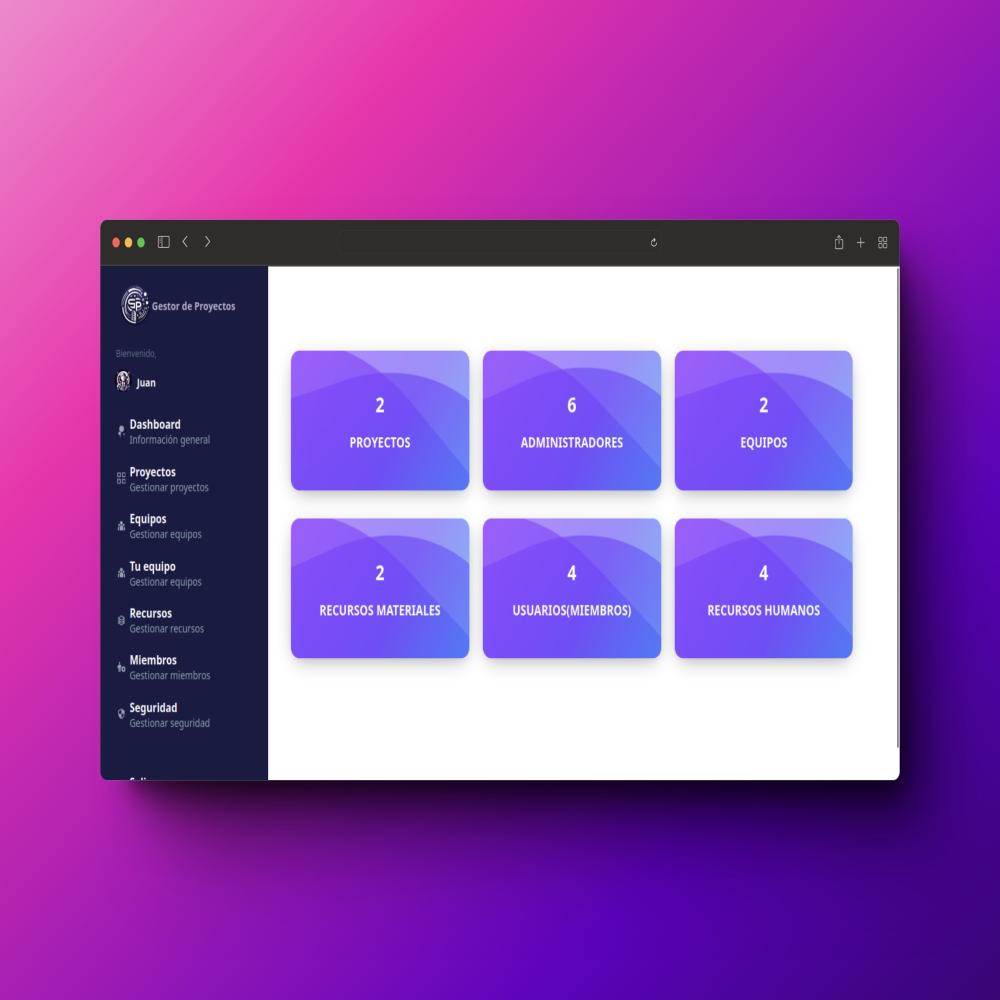 Gestor de Proyectos
Bienvenido,
Juan
Dashboard
Información general
Proyectos
Gestionar proyectos
Equipos
Gestionar equipos
Tu equipo
Gestionar equipos
Recursos
Gestionar recursos
Miembros
Gestionar miembros
Seguridad
Gestionar seguridad
2
PROYECTOS
6
ADMINISTRADORES
2
EQUIPOS
2
RECURSOS MATERIALES
4
USUARIOS(MIEMBROS)
4
RECURSOS HUMANOS